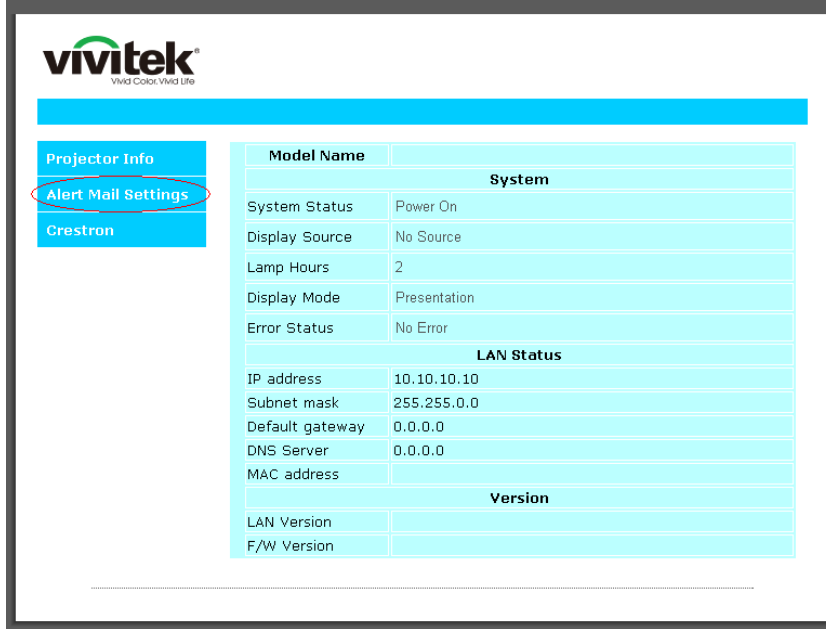 vivitek®
Vivid Color. Vivid Life
Projector Info
Alert Mail Settings
Crestron
Model Name
System
System Status Power On
Display Source No Source
Lamp Hours 2
Display Mode Presentation
Error Status No Error
LAN Status
IP address 10.10.10.10
Subnet mask 255.255.0.0
Default gateway 0.0.0.0
DNS Server 0.0.0.0
MAC address
Version
LAN Version
F/W Version